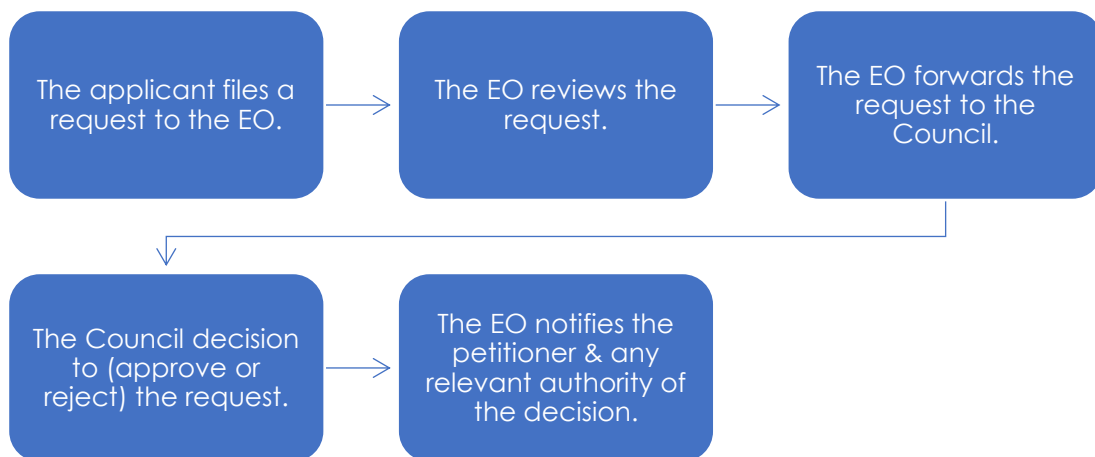 The applicant files a
request to the EO.
The EO reviews the
request.
The EO forwards the
request to the
Council.
The Council decision
to (approve or
reject) the request.
The EO notifies the
petitioner & any
relevant authority of
the decision.